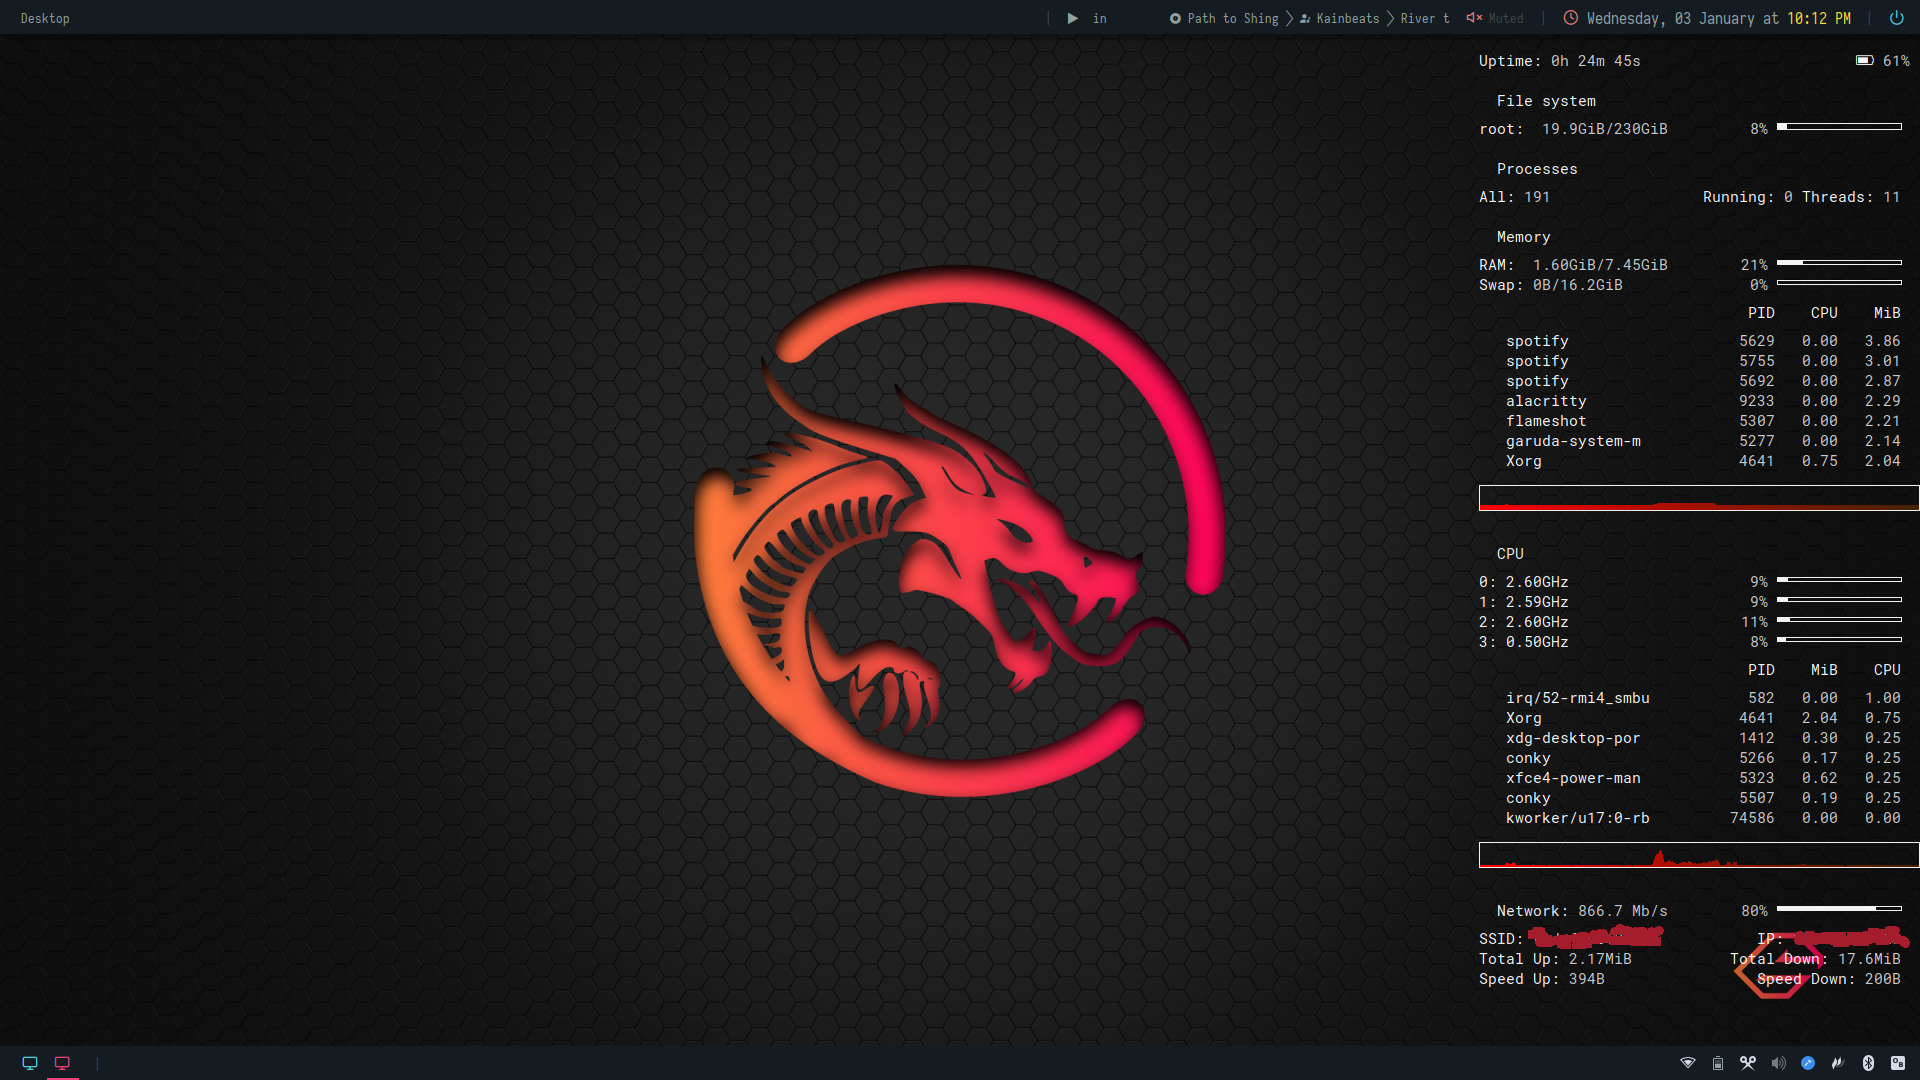 Desktop
in
Path to Shing
Kainbeats
River t
Muted
Wednesday, 03 January at 10:12 PM
Uptime: 0h 24m 45s 61%
File system
root: 19.9GiB/230GiB 8%
Processes
All: 191 Running: 0 Threads: 11
Memory
RAM: 1.60GiB/7.45GiB 21%
Swap: 0B/16.2GiB 0%
PID CPU MiB
spotify 5629 0.00 3.86
spotify 5755 0.00 3.01
spotify 5692 0.00 2.87
alacritty 9233 0.00 2.29
flameshot 5307 0.00 2.21
garuda-system-m 5277 0.00 2.14
Xorg 4641 0.75 2.04
CPU
0: 2.60GHz 9%
1: 2.59GHz 9%
2: 2.60GHz 11%
3: 0.50GHz 8%
PID MiB CPU
irq/52-rmi4_smbu 582 0.00 1.00
Xorg 4641 2.04 0.75
xdg-desktop-por 1412 0.30 0.25
conky 5266 0.17 0.25
xfce4-power-man 5323 0.62 0.25
conky 5507 0.19 0.25
kworker/u17:0-rb 74586 0.00 0.00
Network: 866.7 Mb/s 80%
SSID: IP:
Total Up: 2.17MiB Total Down: 17.6MiB
Speed Up: 394B Speed Down: 200B